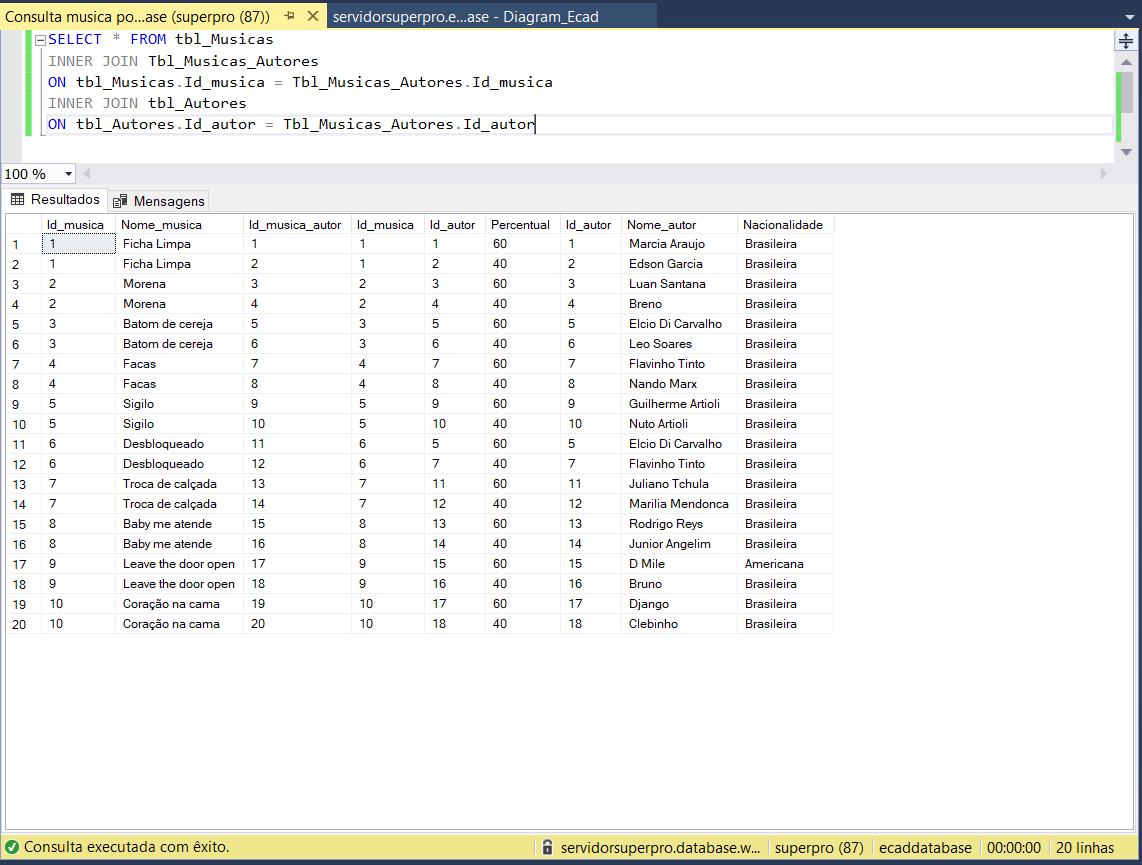 Consulta musica po...ase (superpro (87))
servidorsuperpro.e...ase - Diagram_Ecad
SELECT * FROM tbl_Musicas
INNER JOIN Tbl_Musicas_Autores
ON tbl_Musicas.Id_musica = Tbl_Musicas_Autores.Id_musica
INNER JOIN tbl_Autores
ON tbl_Autores.Id_autor = Tbl_Musicas_Autores.Id_autor
100 %
Resultados Mensagens
Id_musica Nome_musica Id_musica_autor Id_musica Id_autor Percentual Id_autor Nome_autor Nacionalidade
1 1 Ficha Limpa 1 1 1 60 1 Marcia Araujo Brasileira
2 1 Ficha Limpa 2 1 2 40 2 Edson Garcia Brasileira
3 2 Morena 3 2 3 60 3 Luan Santana Brasileira
4 2 Morena 4 2 4 40 4 Breno Brasileira
5 3 Batom de cereja 5 3 5 60 5 Elcio Di Carvalho Brasileira
6 3 Batom de cereja 6 3 6 40 6 Leo Soares Brasileira
7 4 Facas 7 4 7 60 7 Flavinho Tinto Brasileira
8 4 Facas 8 4 8 40 8 Nando Marx Brasileira
9 5 Sigilo 9 5 9 60 9 Guilherme Artioli Brasileira
10 5 Sigilo 10 5 10 40 10 Nuto Artioli Brasileira
11 6 Desbloqueado 11 6 5 60 5 Elcio Di Carvalho Brasileira
12 6 Desbloqueado 12 6 7 40 7 Flavinho Tinto Brasileira
13 7 Troca de calçada 13 7 11 60 11 Juliano Tchula Brasileira
14 7 Troca de calçada 14 7 12 40 12 Marilia Mendonca Brasileira
15 8 Baby me atende 15 8 13 60 13 Rodrigo Reys Brasileira
16 8 Baby me atende 16 8 14 40 14 Junior Angelim Brasileira
17 9 Leave the door open 17 9 15 60 15 D Mile Americana
18 9 Leave the door open 18 9 16 40 16 Bruno Brasileira
19 10 Coração na cama 19 10 17 60 17 Django Brasileira
20 10 Coração na cama 20 10 18 40 18 Clebinho Brasileira
Consulta executada com êxito. servidorsuperpro.database.w... superpro (87) ecaddatabase 00:00:00 20 linhas